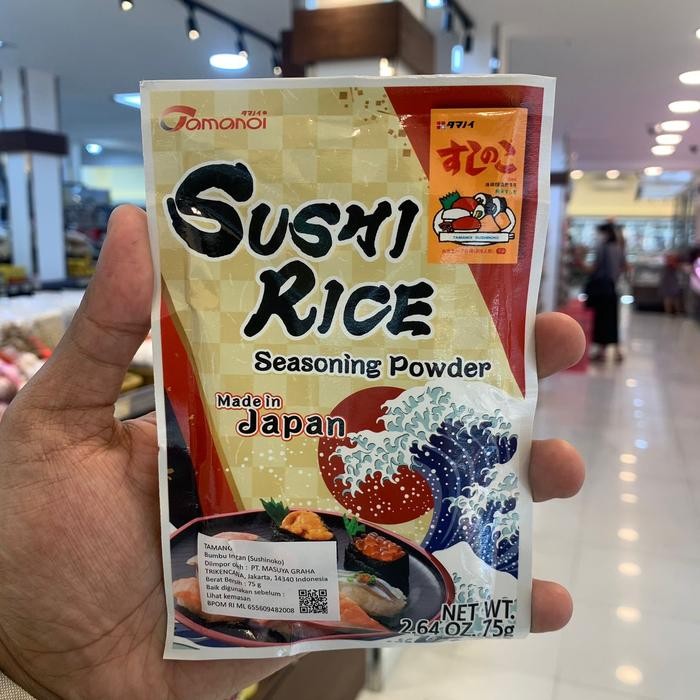 タマノイ
Tamanoi
タマノイ
すしのこ
TAMANOI SUSHINOKO
SUSHI
RICE
Seasoning Powder
Made in
Japan
TAMANO
Bumbu Instan (Sushinoko)
Diimpor oleh : PT. MASUYA GRAHA
TRIKENCANA, Jakarta, 14340 Indonesia
Berat Bersih : 75 g
Baik digunakan sebelum :
Lihat kemasan
BPOM RI ML 655609482008
NET WT.
2.64 OZ. 75g